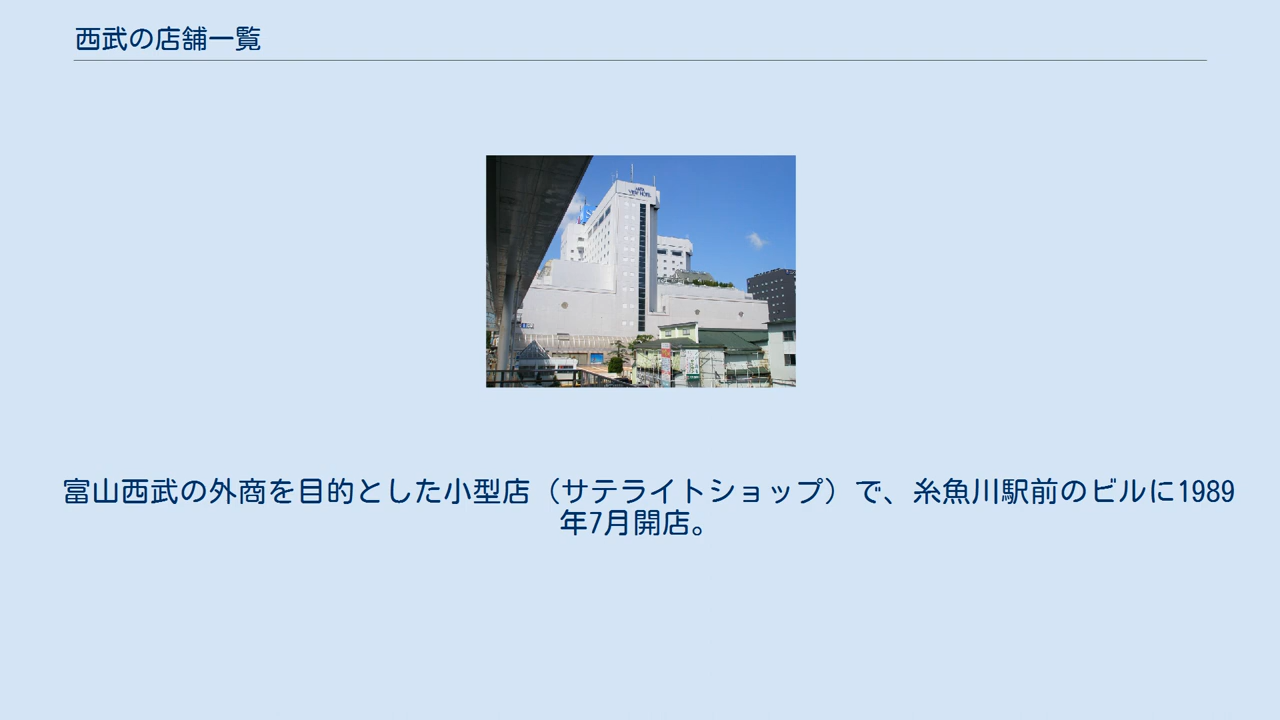 西武の店舗一覧
富山西武の外商を目的とした小型店（サテライトショップ）で、糸魚川駅前のビルに1989
年7月開店。